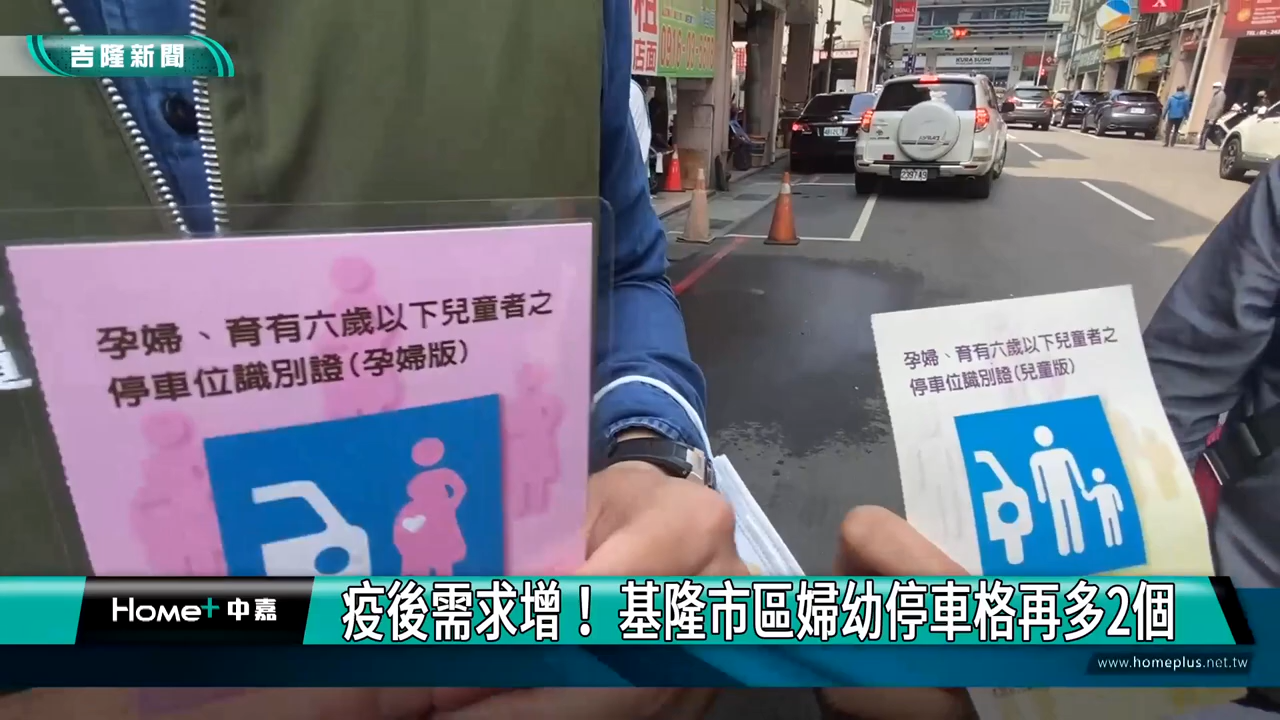 吉隆新聞
租
店面
KURA SUSHI
孕婦、育有六歲以下兒童者之
停車位識別證(孕婦版)
孕婦、育有六歲以下兒童者之
停車位識別證(兒童版)
Home+中嘉
疫後需求增！ 基隆市區婦幼停車格再多2個
www.homeplus.net.tw